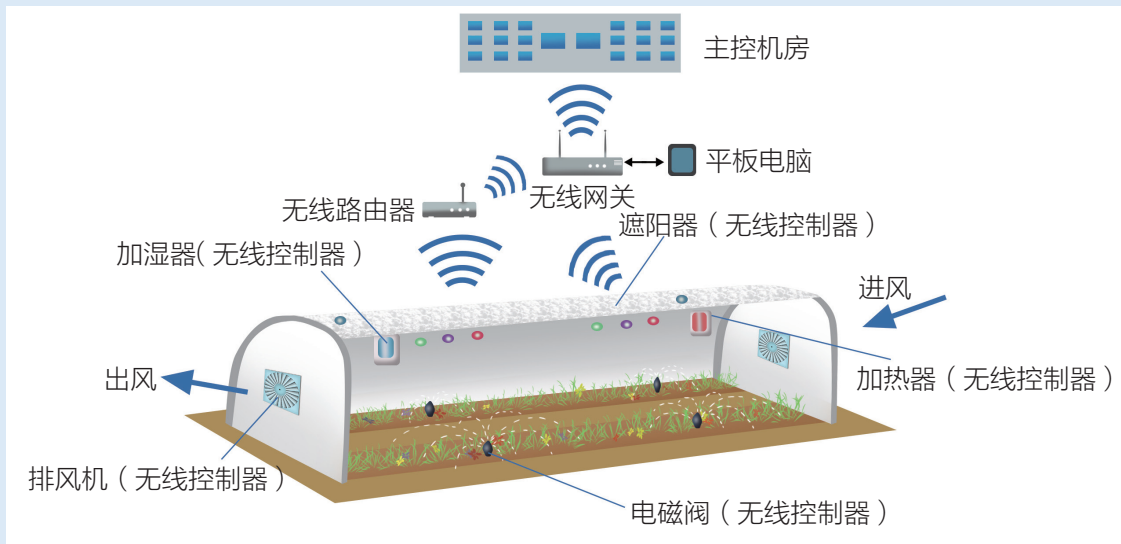 主控机房
平板电脑
无线网关
无线路由器
遮阳器（无线控制器）
加湿器（无线控制器）
进风
出风
加热器（无线控制器）
排风机（无线控制器）
电磁阀（无线控制器）